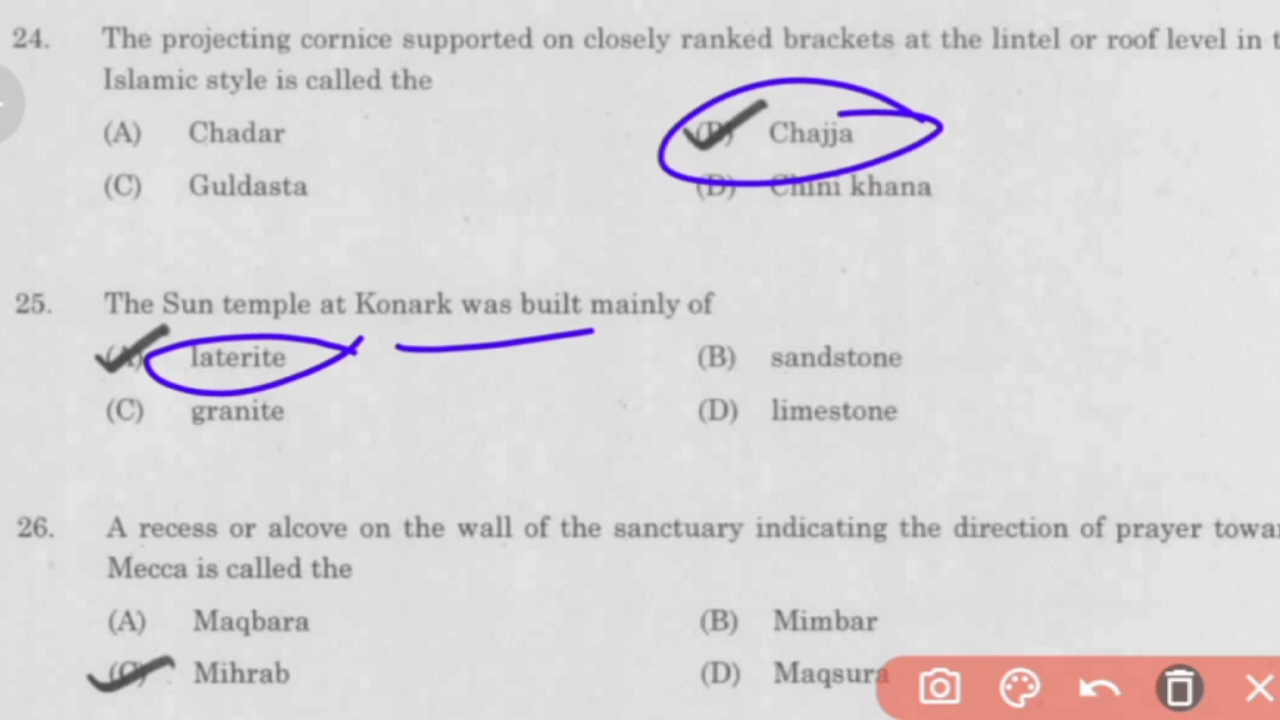 24. The projecting cornice supported on closely ranked brackets at the lintel or roof level in t
Islamic style is called the
(A) Chadar (B) Chajja
(C) Guldasta (D) Chini khana
25. The Sun temple at Konark was built mainly of
(A) laterite (B) sandstone
(C) granite (D) limestone
26. A recess or alcove on the wall of the sanctuary indicating the direction of prayer towar
Mecca is called the
(A) Maqbara (B) Mimbar
(C) Mihrab (D) Maqsura